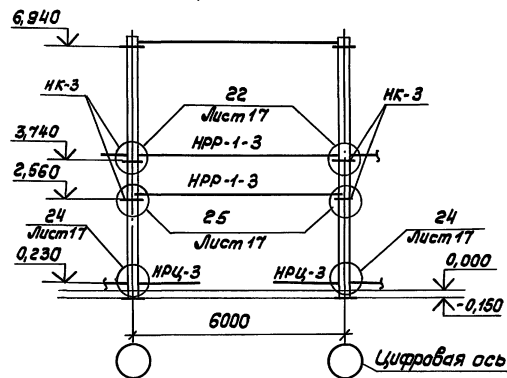 6,940
НК-3
22
Лист 17
НК-3
3,740
НРР-1-3
2,560
НРР-1-3
24
Лист 17
25
Лист 17
24
Лист 17
0,230
НРЦ-3
НРЦ-3
0,000
-0,150
6000
Цифровая ось